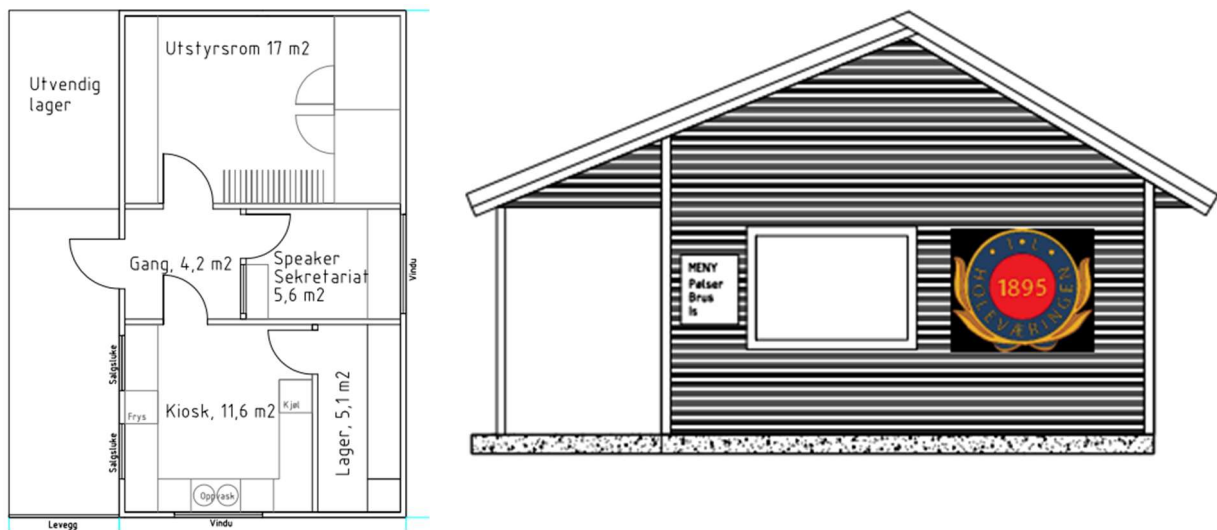 Utstyrsrom 17 m2
Utvendig
lager
Gang, 4,2 m2
Speaker
Sekretariat
5,6 m2
Vindu
Salgsluke
Frys
Kiosk, 11,6 m2
Kjøl
Lager, 5,1 m2
Salgsluke
Oppvask
Levegg
Vindu
MENY
Pølser
Brus
Is
I.L.
HOLEVÆRINGEN
1895